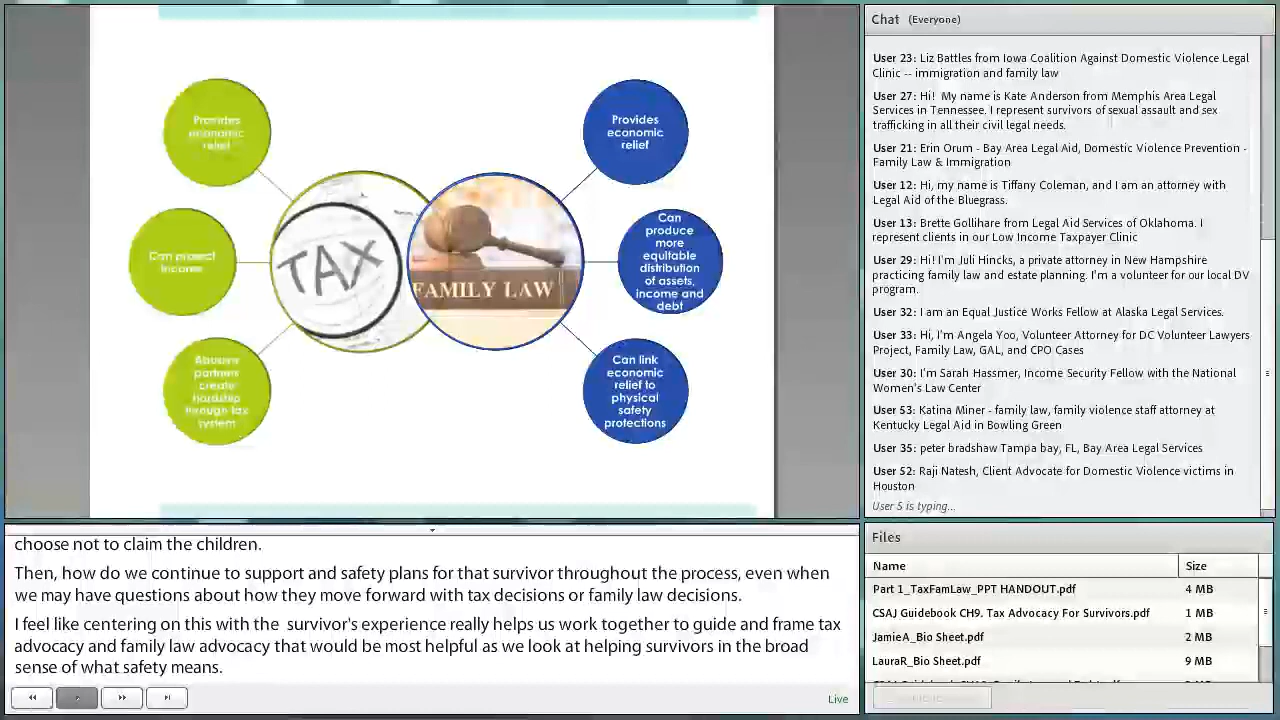 Provides
economic
relief
Can protect
income
Abusive
partners
create
hardship
through tax
system
TAX
FAMILY LAW
Provides
economic
relief
Can
produce
more
equitable
distribution
of assets,
income and
debt
Can link
economic
relief to
physical
safety
protections
choose not to claim the children.
Then, how do we continue to support and safety plans for that survivor throughout the process, even when
we may have questions about how they move forward with tax decisions or family law decisions.
I feel like centering on this with the  survivor's experience really helps us work together to guide and frame tax
advocacy and family law advocacy that would be most helpful as we look at helping survivors in the broad
sense of what safety means.
Live
Chat (Everyone)
User 23: Liz Battles from Iowa Coalition Against Domestic Violence Legal
Clinic -- immigration and family law
User 27: Hi!  My name is Kate Anderson from Memphis Area Legal
Services in Tennessee. I represent survivors of sexual assault and sex
trafficking in all their civil legal needs.
User 21: Erin Orum - Bay Area Legal Aid, Domestic Violence Prevention -
Family Law & Immigration
User 12: Hi, my name is Tiffany Coleman, and I am an attorney with
Legal Aid of the Bluegrass.
User 13: Brette Gollihare from Legal Aid Services of Oklahoma. I
represent clients in our Low Income Taxpayer Clinic
User 29: Hi! I'm Juli Hincks, a private attorney in New Hampshire
practicing family law and estate planning. I'm volunteer for our local DV
program.
User 32: I am an Equal Justice Works Fellow at Alaska Legal Services.
User 33: Hi, I'm Angela Yoo, Volunteer Attorney for DC Volunteer Lawyers
Project, Family Law, GAL, and CPO Cases
User 30: I'm Sarah Hassmer, Income Security Fellow with the National
Women's Law Center
User 53: Katina Miner - family law, family violence staff attorney at
Kentucky Legal Aid in Bowling Green
User 35: peter bradshaw Tampa bay, FL, Bay Area Legal Services
User 52: Raji Natesh, Client Advocate for Domestic Violence victims in
Houston
User 5 is typing...
Files
Name Size
Part 1_TaxFamLaw_PPT HANDOUT.pdf 4 MB
CSAJ Guidebook CH9. Tax Advocacy For Survivors.pdf 1 MB
JamieA_Bio Sheet.pdf 2 MB
LauraR_Bio Sheet.pdf 9 MB